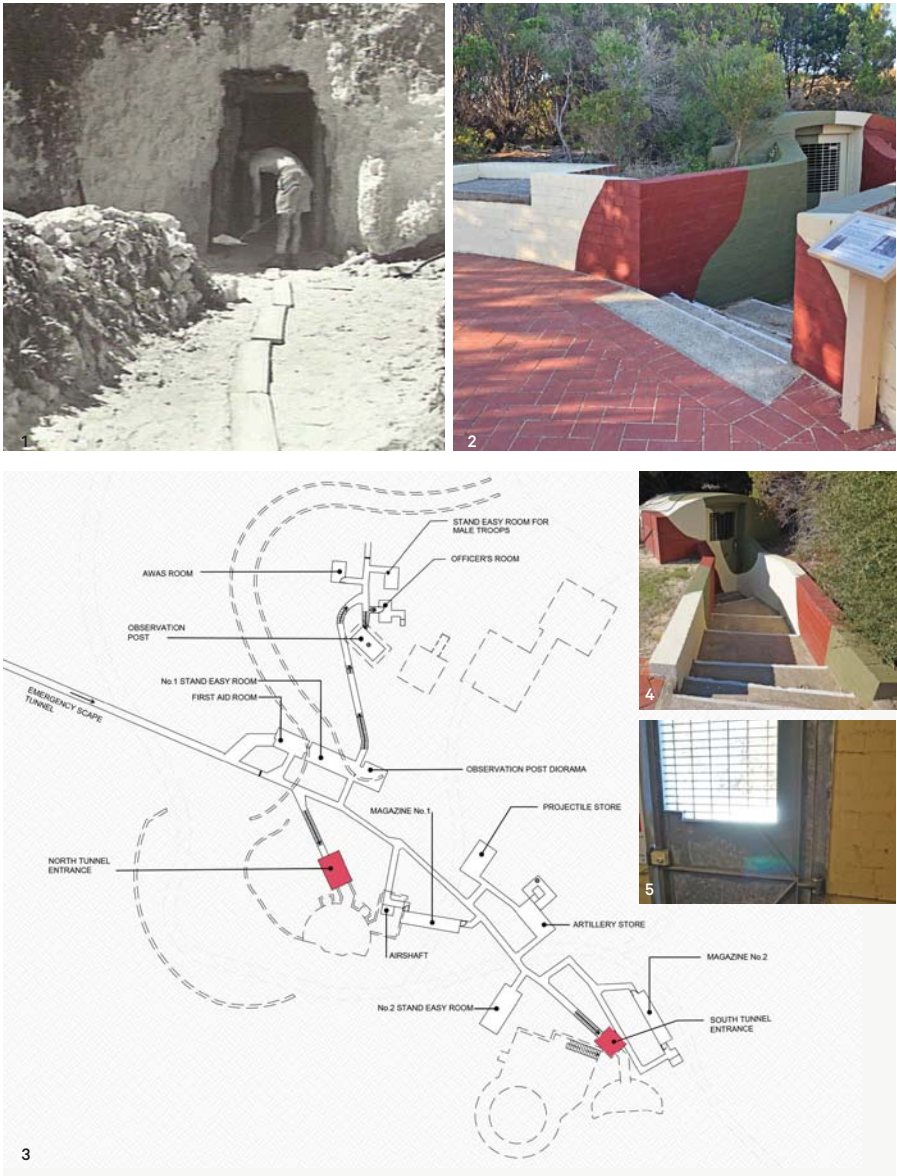 1
2
STAND EASY ROOM FOR
MALE TROOPS
OFFICER'S ROOM
AWAS ROOM
OBSERVATION
POST
No.1 STAND EASY ROOM
FIRST AID ROOM
EMERGENCY SCAPE
TUNNEL
OBSERVATION POST DIORAMA
MAGAZINE No.1
PROJECTILE STORE
NORTH TUNNEL
ENTRANCE
ARTILLERY STORE
AIRSHAFT
MAGAZINE No.2
No.2 STAND EASY ROOM
SOUTH TUNNEL
ENTRANCE
3
4
5